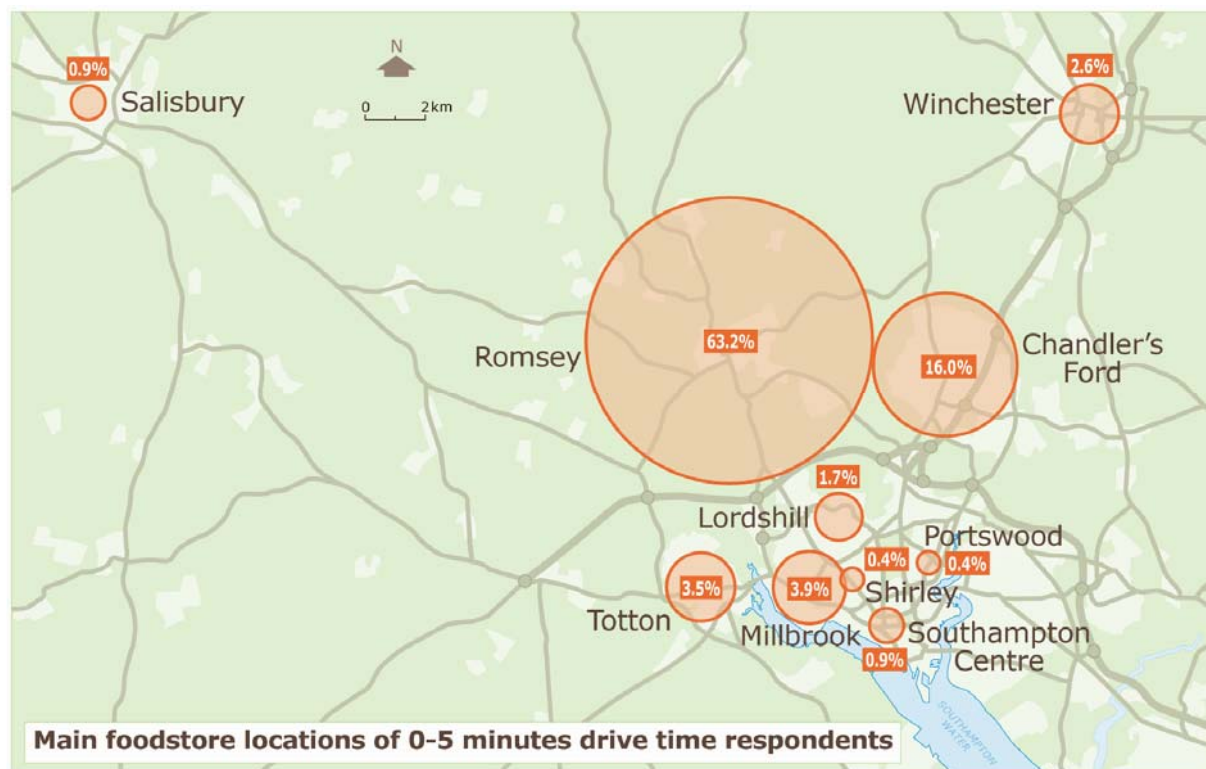 0.9%
Salisbury
N
0 2km
2.6%
Winchester
Romsey
63.2%
16.0%
Chandler's
Ford
1.7%
Lordshill
Portswood
0.4%
0.4%
Shirley
3.5%
Totton
3.9%
Millbrook
Southampton
Centre
0.9%
SOUTHAMPTON
WATER
Main foodstore locations of 0-5 minutes drive time respondents